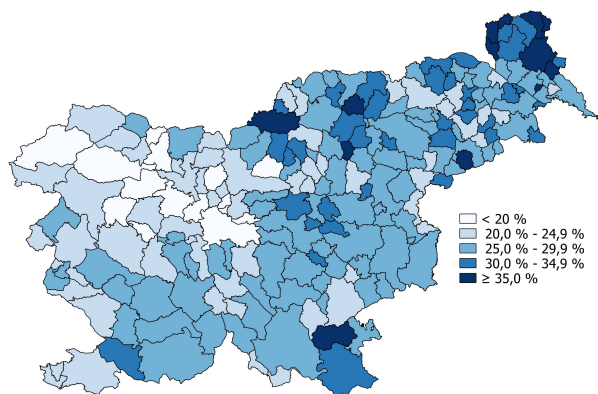 < 20 %
20,0 % - 24,9 %
25,0 % - 29,9 %
30,0 % - 34,9 %
≥ 35,0 %